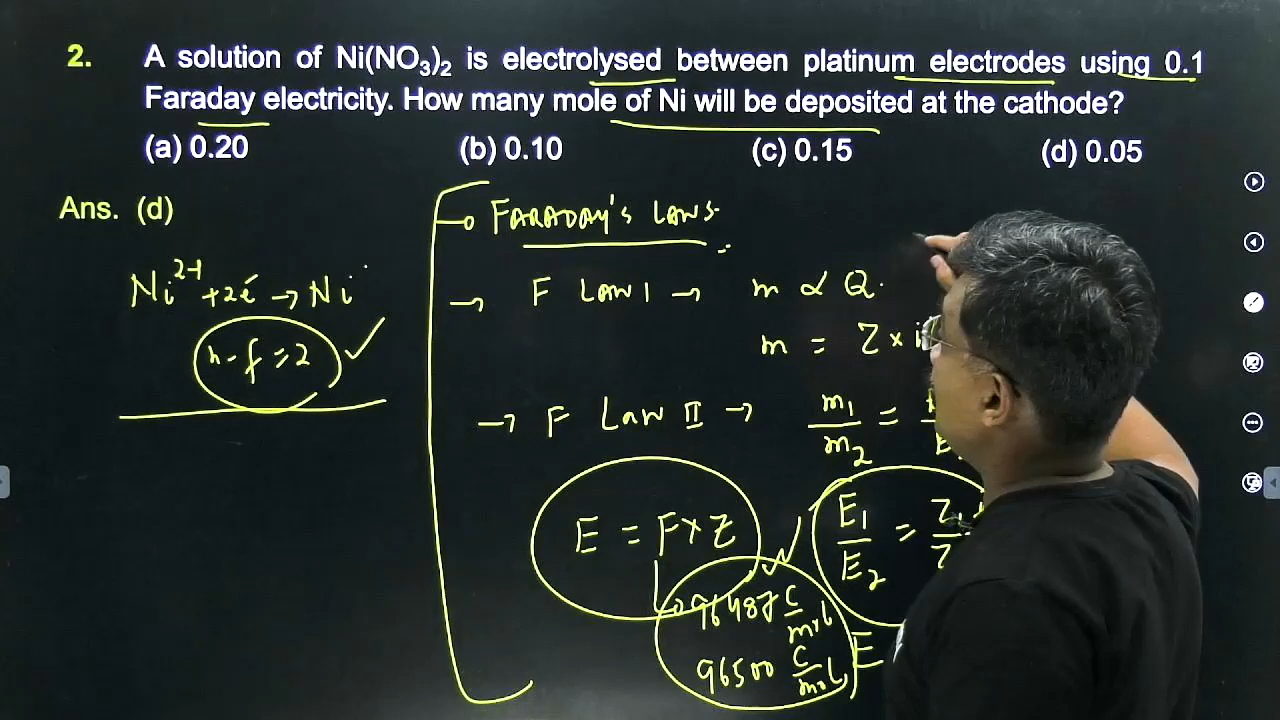 2. A solution of Ni(NO₃)₂ is electrolysed between platinum electrodes using 0.1
Faraday electricity. How many mole of Ni will be deposited at the cathode?
(a) 0.20 (b) 0.10 (c) 0.15 (d) 0.05
Ans. (d)
Ni²⁺ + 2e⁻ → Ni
n-f = 2
→ FARADAY'S LAWS
→ F LAW I → m ∝ Q.
m = Z ×
→ F LAW II → m₁/m₂ =
E = F × Z
E₁/E₂ = Z₁
96487 C/mol
96500 C/mol
E